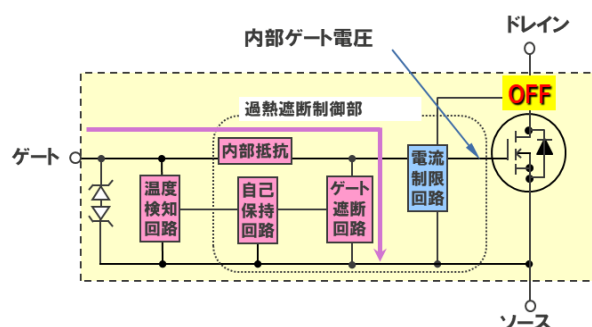 ドレイン
内部ゲート電圧
OFF
過熱遮断制御部
ゲート
内部抵抗
電流
制限
回路
温度
検知
回路
自己
保持
回路
ゲート
遮断
回路
ソース